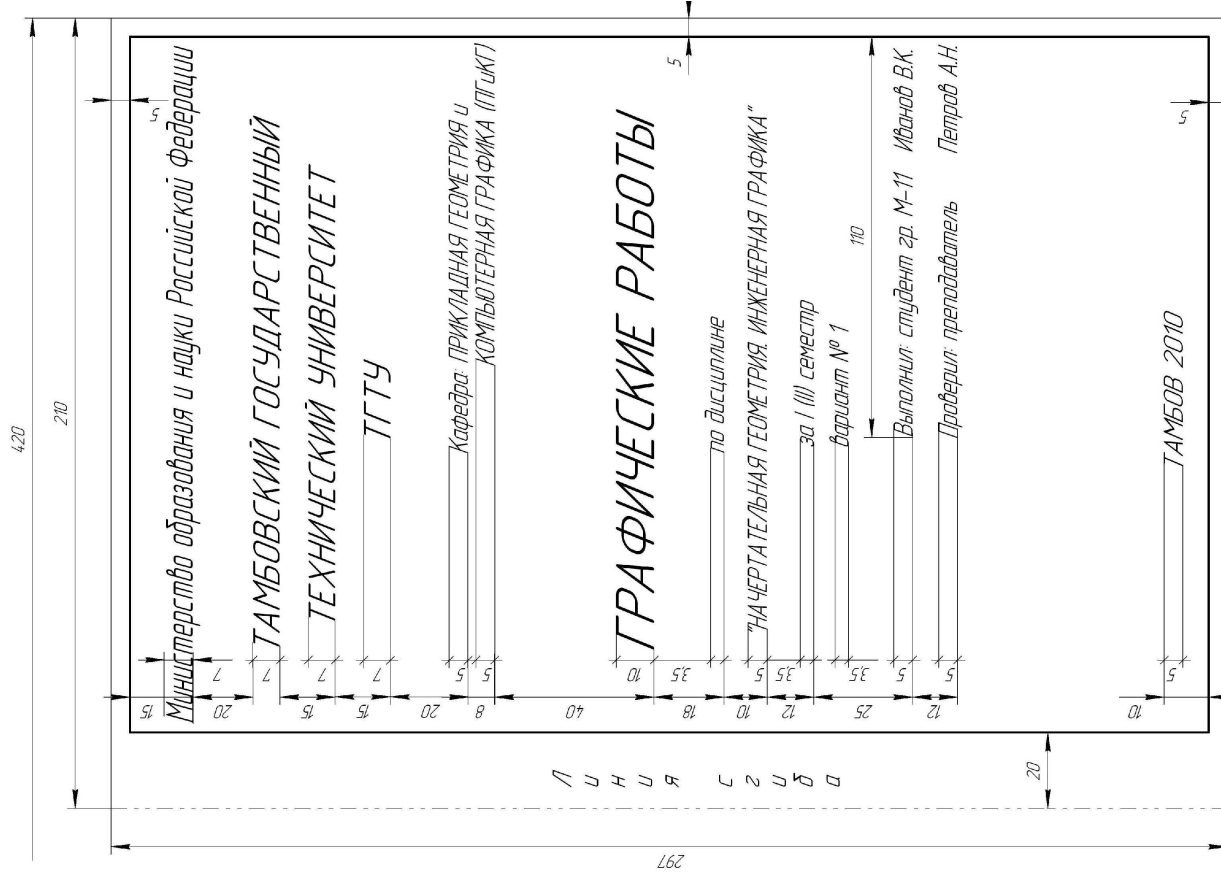 420
210
5
5
5
Министерство образования и науки Российской Федерации
ТАМБОВСКИЙ ГОСУДАРСТВЕННЫЙ
ТЕХНИЧЕСКИЙ УНИВЕРСИТЕТ
ТГТУ
Кафедра: ПРИКЛАДНАЯ ГЕОМЕТРИЯ и
КОМПЬЮТЕРНАЯ ГРАФИКА (ПГиКГ)
ГРАФИЧЕСКИЕ РАБОТЫ
по дисциплине
"НАЧЕРТАТЕЛЬНАЯ ГЕОМЕТРИЯ. ИНЖЕНЕРНАЯ ГРАФИКА"
за I (II) семестр
вариант № 1
110
Выполнил: студент гр. М-11 Иванов В.К.
Проверил: преподаватель Петров А.Н.
ТАМБОВ 2010
7
7
7
7
5
5
10
3,5
5
3,5
3,5
5
5
5
15
20
15
15
20
8
40
18
10
12
25
12
10
Линия сгиба
20
297